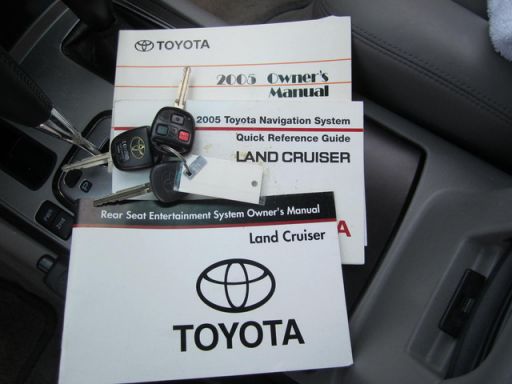 TOYOTA
2005 Owner's
Manual
2005 Toyota Navigation System
Quick Reference Guide
LAND CRUISER
A
Rear Seat Entertainment System Owner's Manual
Land Cruiser
TOYOTA